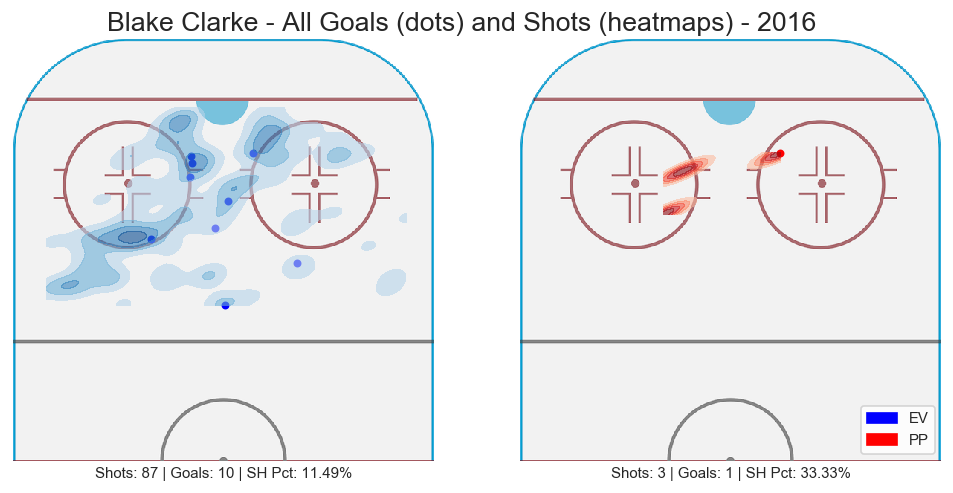 Blake Clarke - All Goals (dots) and Shots (heatmaps) - 2016
EV
PP
Shots: 87 | Goals: 10 | SH Pct: 11.49%
Shots: 3 | Goals: 1 | SH Pct: 33.33%